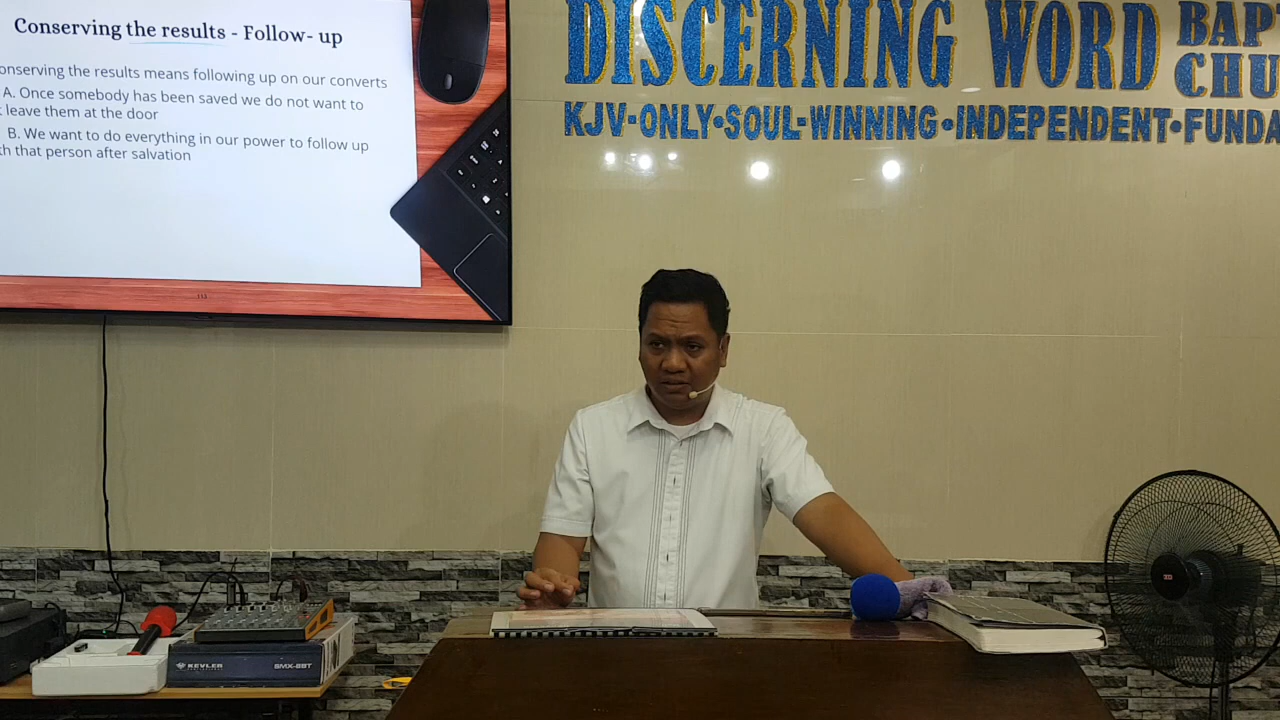 Conserving the results - Follow- up
onserving the results means following up on our converts
A. Once somebody has been saved we do not want to
t leave them at the door
B. We want to do everything in our power to follow up
th that person after salvation
DISCERNING WORD BAP
CHU
KJV•ONLY•SOUL-WINNING•INDEPENDENT•FUNDA
KEVLER
SMX-8BT